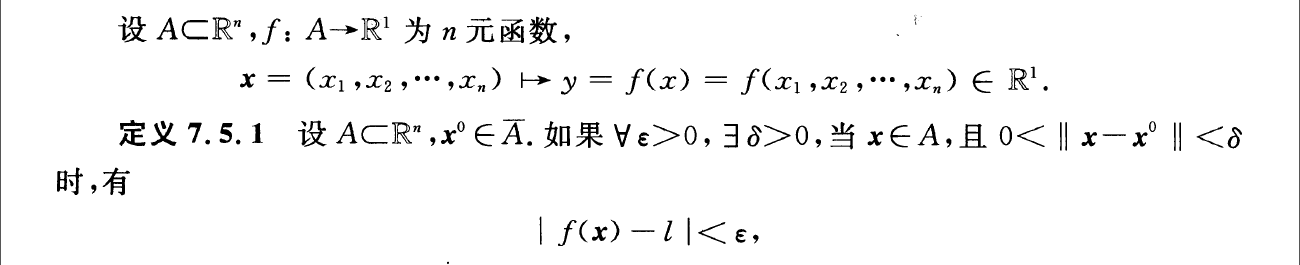 设 A⊂ℝⁿ,f: A→ℝ¹ 为 n 元函数,
x = (x₁,x₂,⋯,xₙ) ↦ y = f(x) = f(x₁,x₂,⋯,xₙ) ∈ ℝ¹.
定义 7.5.1 设 A⊂ℝⁿ,x⁰∈A̅. 如果 ∀ε>0,∃δ>0,当 x∈A,且 0<‖x−x⁰‖<δ
时,有
|f(x)−l|<ε,